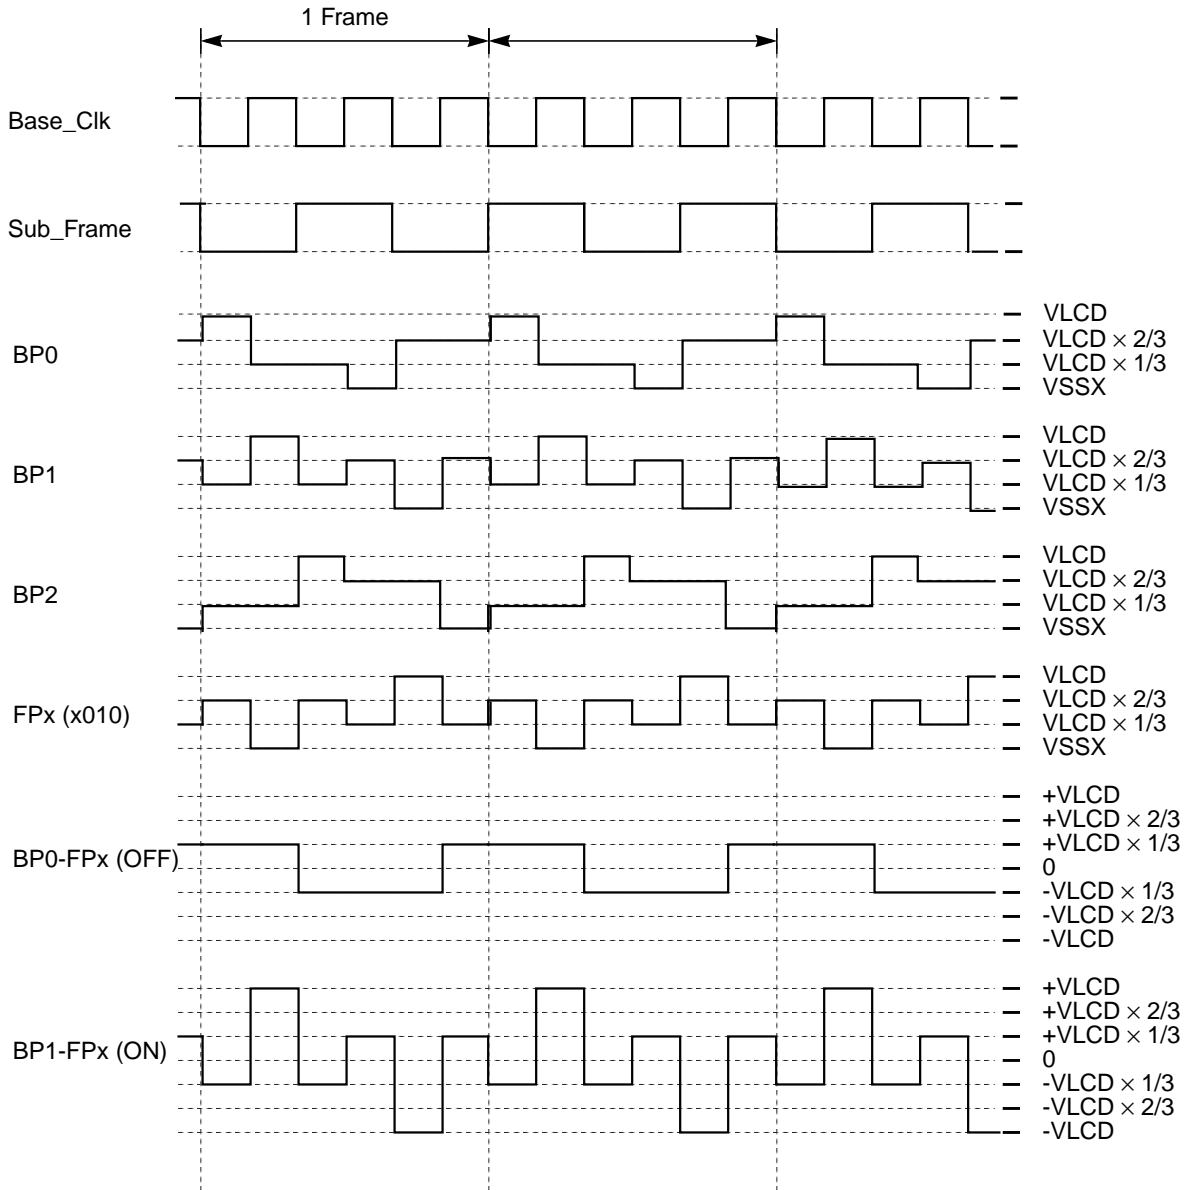 1 Frame
Base_Clk
Sub_Frame
BP0
VLCD
VLCD × 2/3
VLCD × 1/3
VSSX
BP1
VLCD
VLCD × 2/3
VLCD × 1/3
VSSX
BP2
VLCD
VLCD × 2/3
VLCD × 1/3
VSSX
FPx (x010)
VLCD
VLCD × 2/3
VLCD × 1/3
VSSX
BP0-FPx (OFF)
+VLCD
+VLCD × 2/3
+VLCD × 1/3
0
-VLCD × 1/3
-VLCD × 2/3
-VLCD
BP1-FPx (ON)
+VLCD
+VLCD × 2/3
+VLCD × 1/3
0
-VLCD × 1/3
-VLCD × 2/3
-VLCD